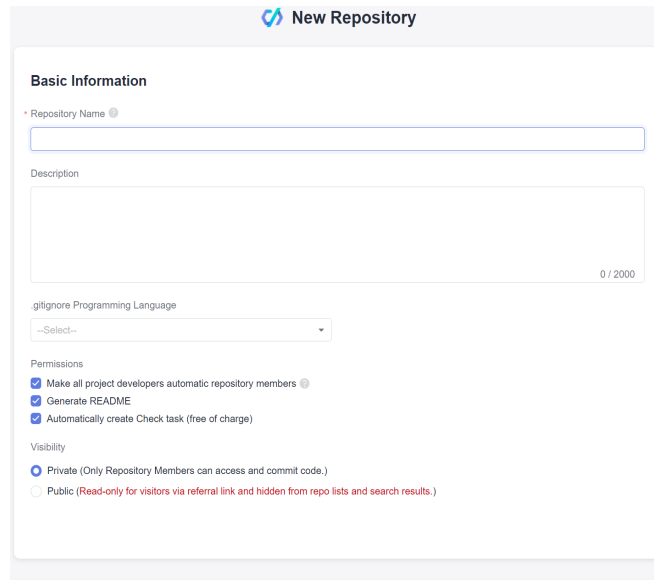 New Repository
Basic Information
* Repository Name ?
Description
0 / 2000
.gitignore Programming Language
--Select--
Permissions
Make all project developers automatic repository members ?
Generate README
Automatically create Check task (free of charge)
Visibility
Private (Only Repository Members can access and commit code.)
Public (Read-only for visitors via referral link and hidden from repo lists and search results.)